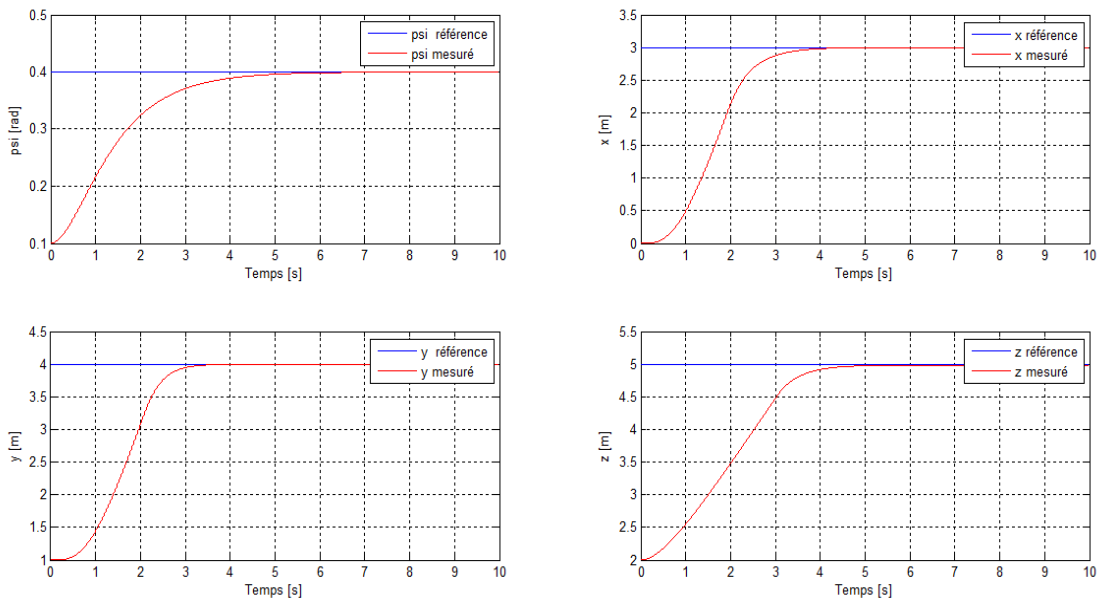 0.5
0.4
0.3
0.2
0.1
psi [rad]
psi référence
psi mesuré
0 1 2 3 4 5 6 7 8 9 10
Temps [s]
3.5
3
2.5
2
1.5
1
0.5
0
x [m]
x référence
x mesuré
0 1 2 3 4 5 6 7 8 9 10
Temps [s]
4.5
4
3.5
3
2.5
2
1.5
1
y [m]
y référence
y mesuré
0 1 2 3 4 5 6 7 8 9 10
Temps [s]
5.5
5
4.5
4
3.5
3
2.5
2
z [m]
z référence
z mesuré
0 1 2 3 4 5 6 7 8 9 10
Temps [s]